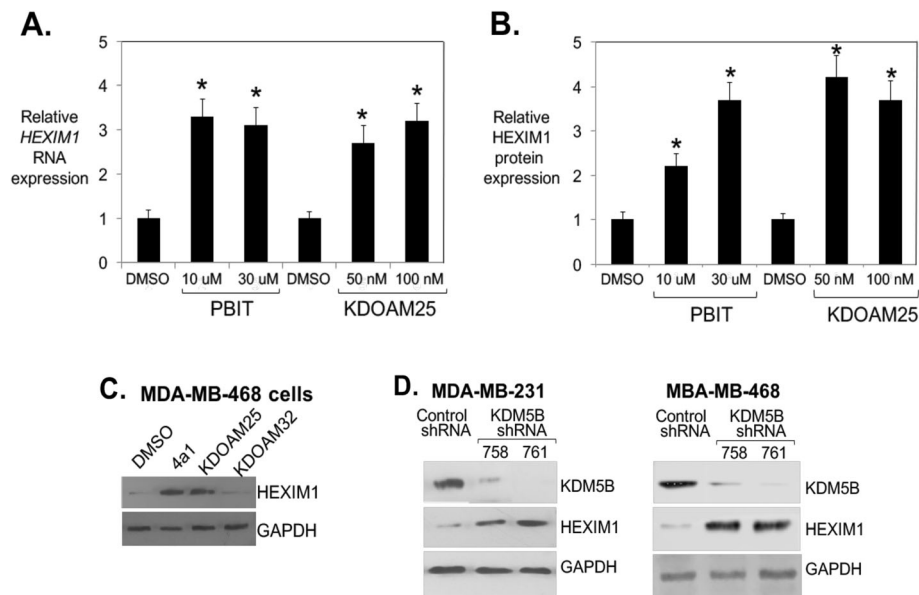 A.
5
4
3
2
1
0
Relative
HEXIM1
RNA
expression
* * * *
DMSO 10 uM 30 uM DMSO 50 nM 100 nM
PBIT KDOAM25
B.
5
4
3
2
1
0
Relative
HEXIM1
protein
expression
* * * *
DMSO 10 uM 30 uM DMSO 50 nM 100 nM
PBIT KDOAM25
C. MDA-MB-468 cells
DMSO 4a1 KDOAM25 KDOAM32
HEXIM1
GAPDH
D. MDA-MB-231
Control KDM5B
shRNA shRNA
758 761
KDM5B
HEXIM1
GAPDH
MBA-MB-468
Control KDM5B
shRNA shRNA
758 761
KDM5B
HEXIM1
GAPDH